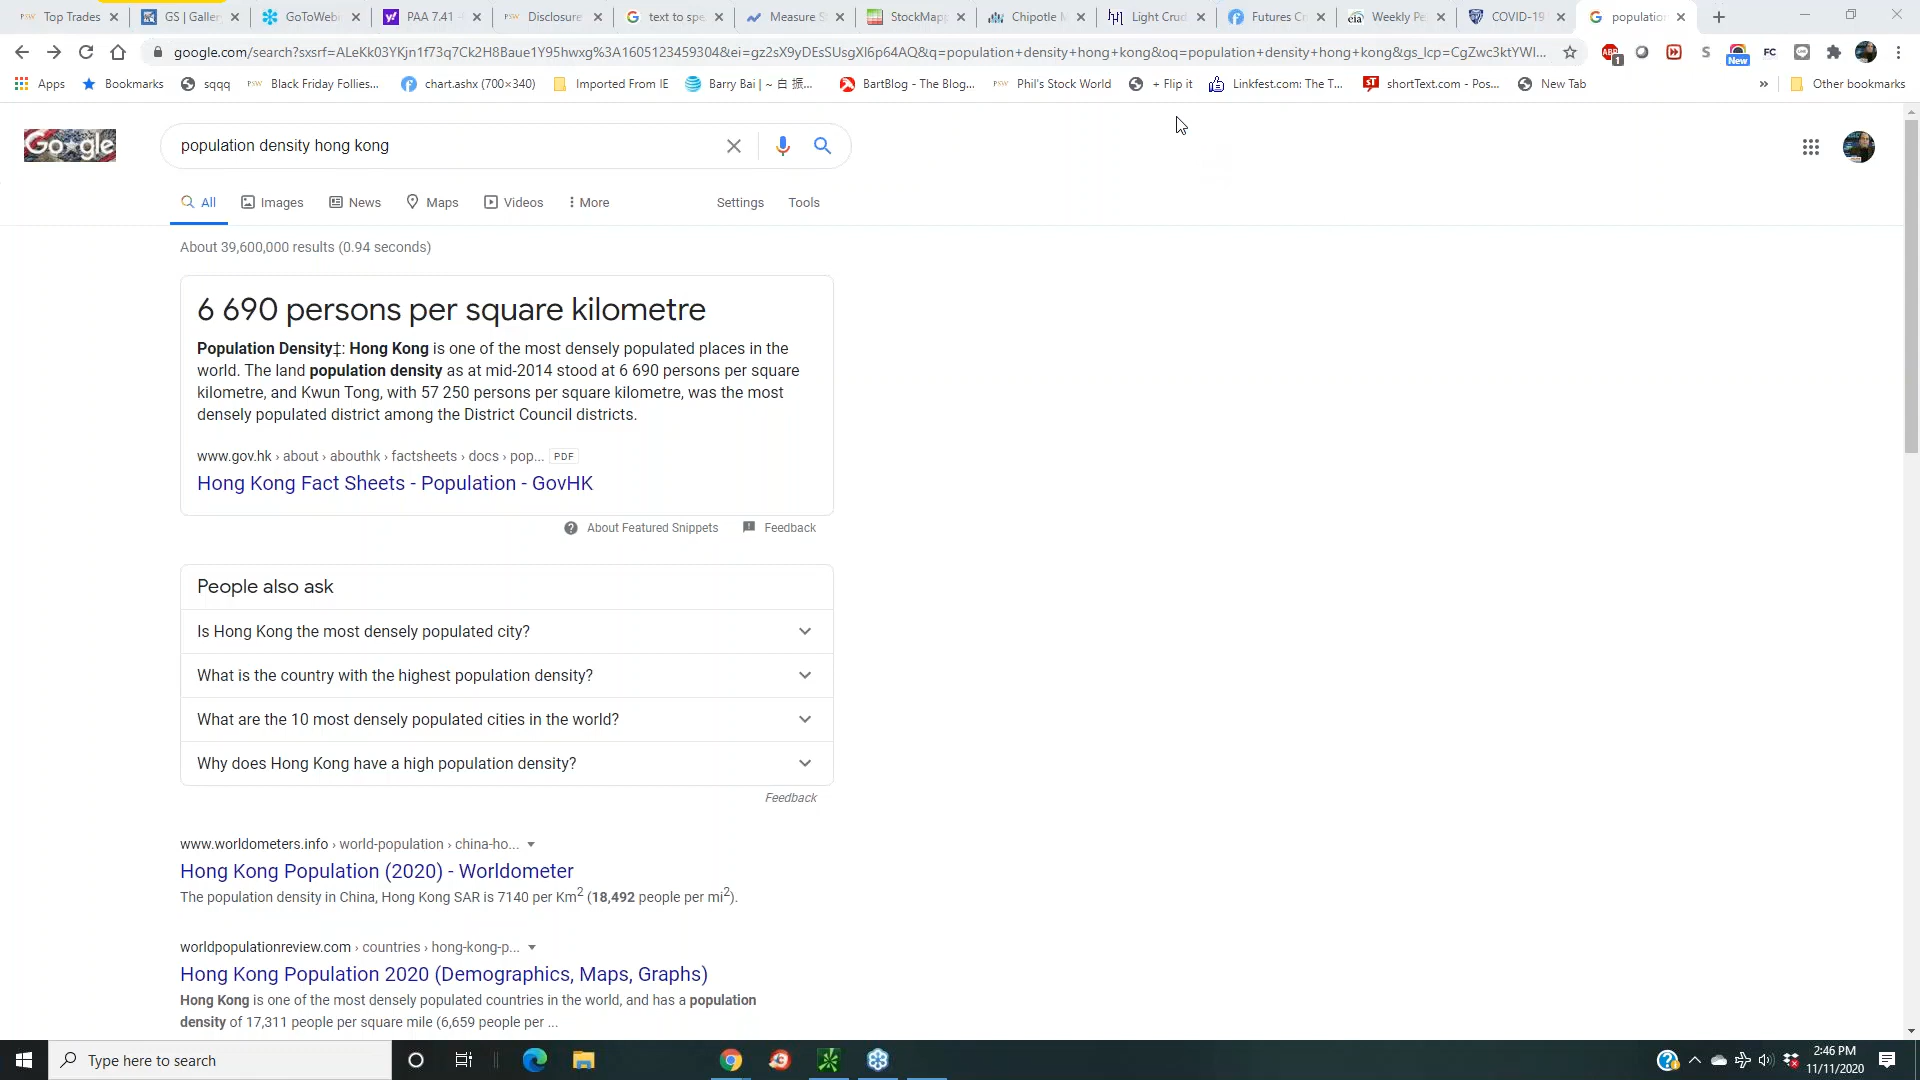 Top Trades
GS | Galler
GoToWebi
PAA 7.41
Disclosure
text to spe
Measure S
StockMapp
Chipotle M
Light Crud
Futures Cr
Weekly Pe
COVID-19
population
google.com/search?sxsrf=ALeKk03YKjn1f73q7Ck2H8Baue1Y95hwxg%3A1605123459304&ei=gz2sX9yDEsSUsgXl6p64AQ&q=population+density+hong+kong&oq=population+density+hong+kong&gs_lcp=CgZwc3ktYWI...
Apps Bookmarks sqqq Black Friday Follies... chart.ashx (700×340) Imported From IE Barry Bai | ~ 白 振... BartBlog - The Blog... Phil's Stock World + Flip it Linkfest.com: The T... shortText.com - Pos... New Tab » Other bookmarks
New
FC
Google
population density hong kong
All Images News Maps Videos More Settings Tools
About 39,600,000 results (0.94 seconds)
6 690 persons per square kilometre
Population Density‡: Hong Kong is one of the most densely populated places in the
world. The land population density as at mid-2014 stood at 6 690 persons per square
kilometre, and Kwun Tong, with 57 250 persons per square kilometre, was the most
densely populated district among the District Council districts.
www.gov.hk › about › abouthk › factsheets › docs › pop... PDF
Hong Kong Fact Sheets - Population - GovHK
About Featured Snippets Feedback
People also ask
Is Hong Kong the most densely populated city?
What is the country with the highest population density?
What are the 10 most densely populated cities in the world?
Why does Hong Kong have a high population density?
Feedback
www.worldometers.info › world-population › china-ho...
Hong Kong Population (2020) - Worldometer
The population density in China, Hong Kong SAR is 7140 per Km2 (18,492 people per mi2).
worldpopulationreview.com › countries › hong-kong-p...
Hong Kong Population 2020 (Demographics, Maps, Graphs)
Hong Kong is one of the most densely populated countries in the world, and has a population
density of 17,311 people per square mile (6,659 people per ...
Type here to search
2:46 PM
11/11/2020